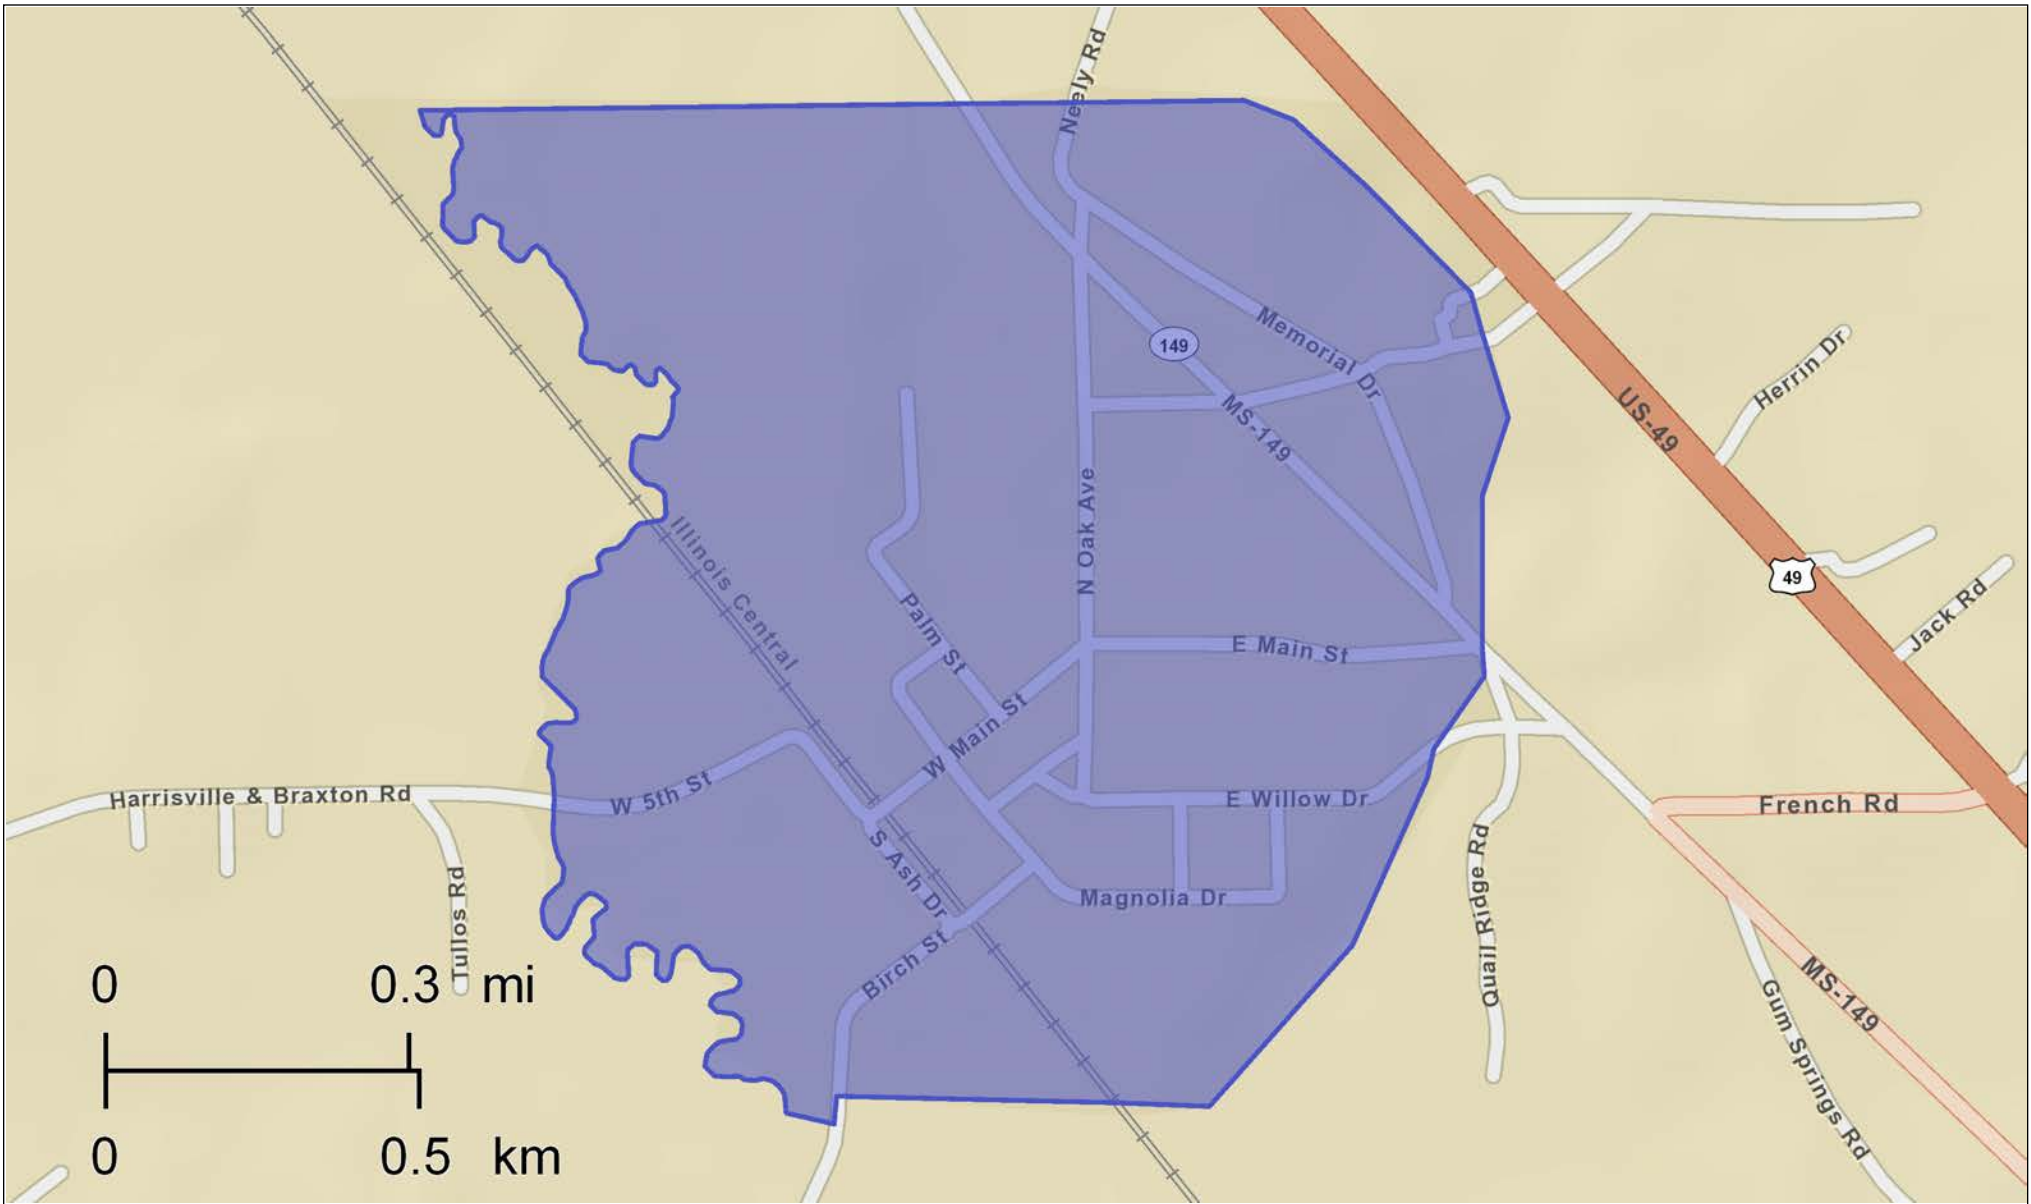 Neely Rd
Memorial Dr
149
MS-149
Herrin Dr
US-49
N Oak Ave
Illinois Central
49
Palm St
E Main St
Jack Rd
W Main St
W 5th St
Harrisville & Braxton Rd
E Willow Dr
French Rd
S Ash Dr
Tullos Rd
Magnolia Dr
Quail Ridge Rd
Birch St
MS-149
Gum Springs Rd
0 0.3 mi
0 0.5 km